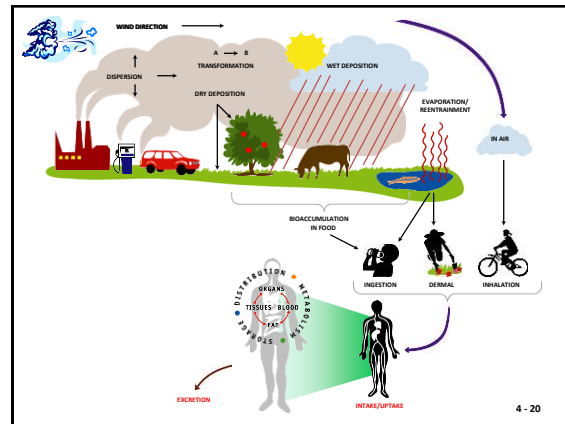 WIND DIRECTION
A B
TRANSFORMATION
WET DEPOSITION
DISPERSION
DRY DEPOSITION
EVAPORATION/
REENTRAINMENT
IN AIR
BIOACCUMULATION
IN FOOD
INGESTION
DERMAL
INHALATION
DISTRIBUTION
METABOLISM
STORAGE
ORGANS
TISSUES
BLOOD
FAT
EXCRETION
INTAKE/UPTAKE
4 - 20